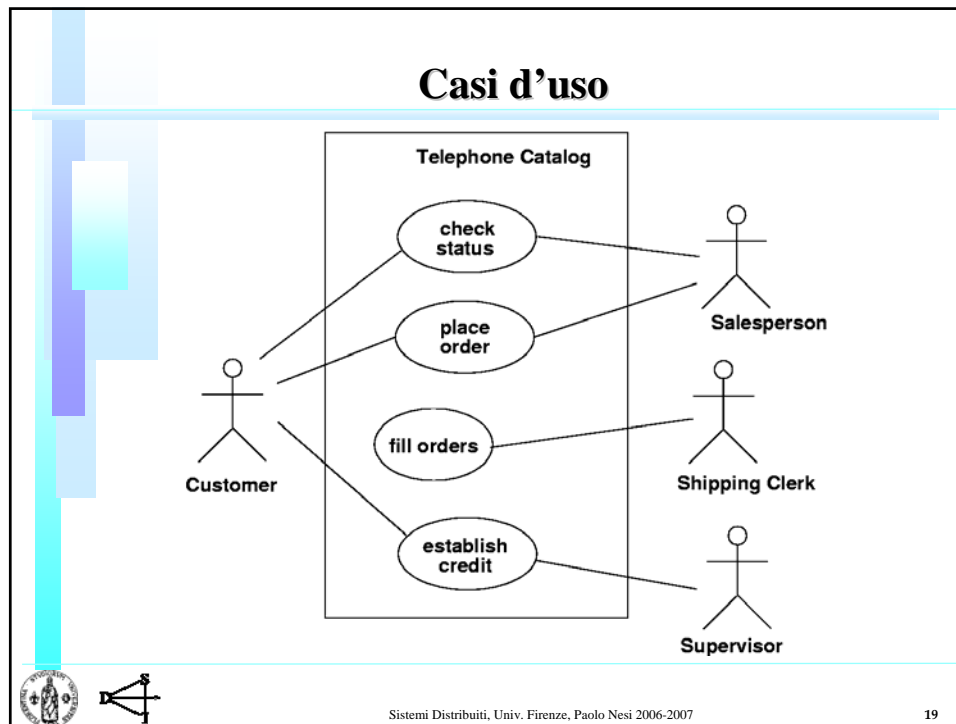 Casi d'uso
Telephone Catalog
check
status
place
order
fill orders
establish
credit
Customer
Salesperson
Shipping Clerk
Supervisor
D S I
Sistemi Distribuiti, Univ. Firenze, Paolo Nesi 2006-2007
19